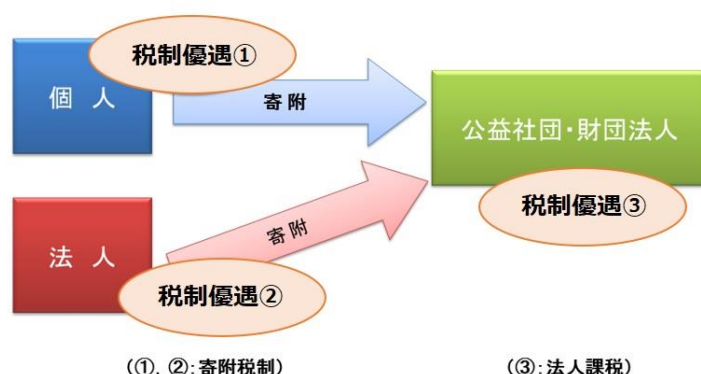 税制優遇①
個 人
寄 附
公益社団・財団法人
税制優遇③
法 人
寄 附
税制優遇②
(①、②：寄附税制)
(③：法人課税)